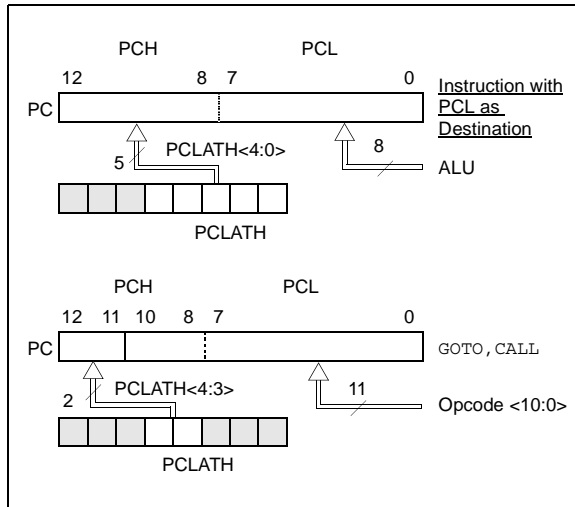 PCH PCL
12 8 7 0
PC
Instruction with
PCL as
Destination
5 PCLATH<4:0> 8
ALU
PCLATH
PCH PCL
12 11 10 8 7 0
PC GOTO,CALL
2 PCLATH<4:3> 11
Opcode <10:0>
PCLATH